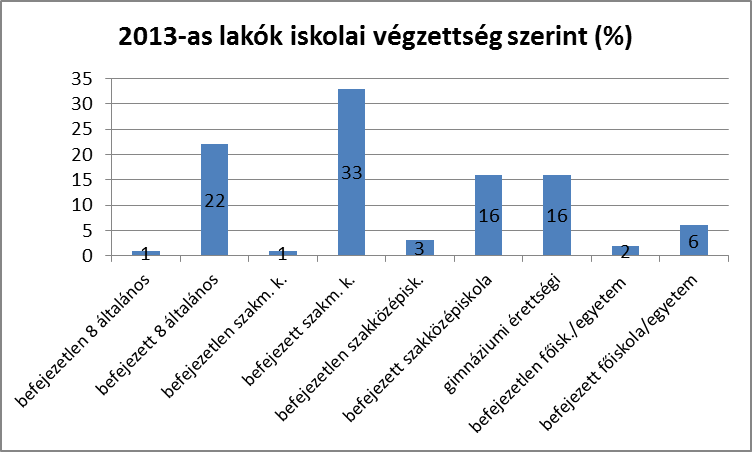 2013-as lakók iskolai végzettség szerint (%)
35
30
25
20
15
10
5
0
1
22
1
33
3
16
16
2
6
befejezetlen 8 általános
befejezett 8 általános
befejezetlen szakm. k.
befejezett szakm. k.
befejezetlen szakközépisk.
befejezett szakközépiskola
gimnáziumi érettségi
befejezetlen főisk./egyetem
befejezett főiskola/egyetem